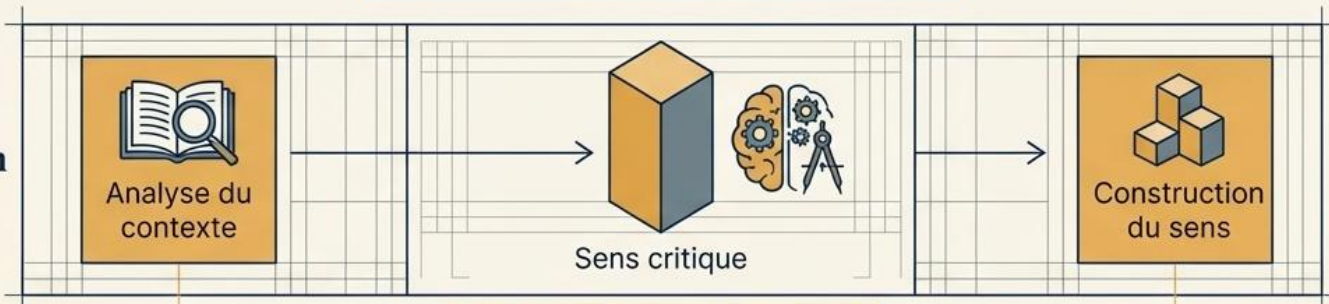 Analyse du
contexte
Sens critique
Construction
du sens